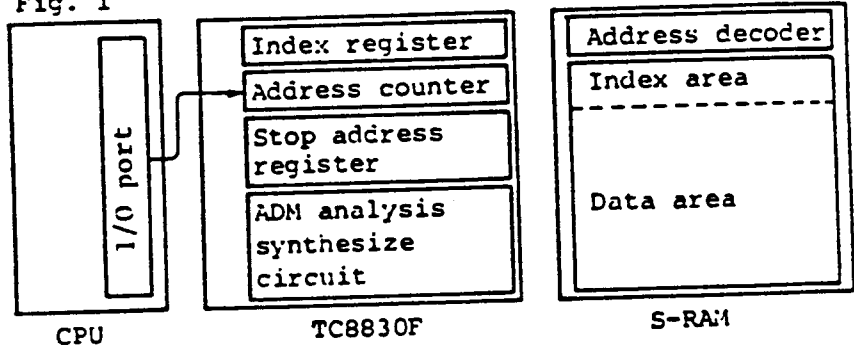 Fig. 1
I/O port
CPU
Index register
Address counter
Stop address
register
ADM analysis
synthesize
circuit
TC8830F
Address decoder
Index area
Data area
S-RAM